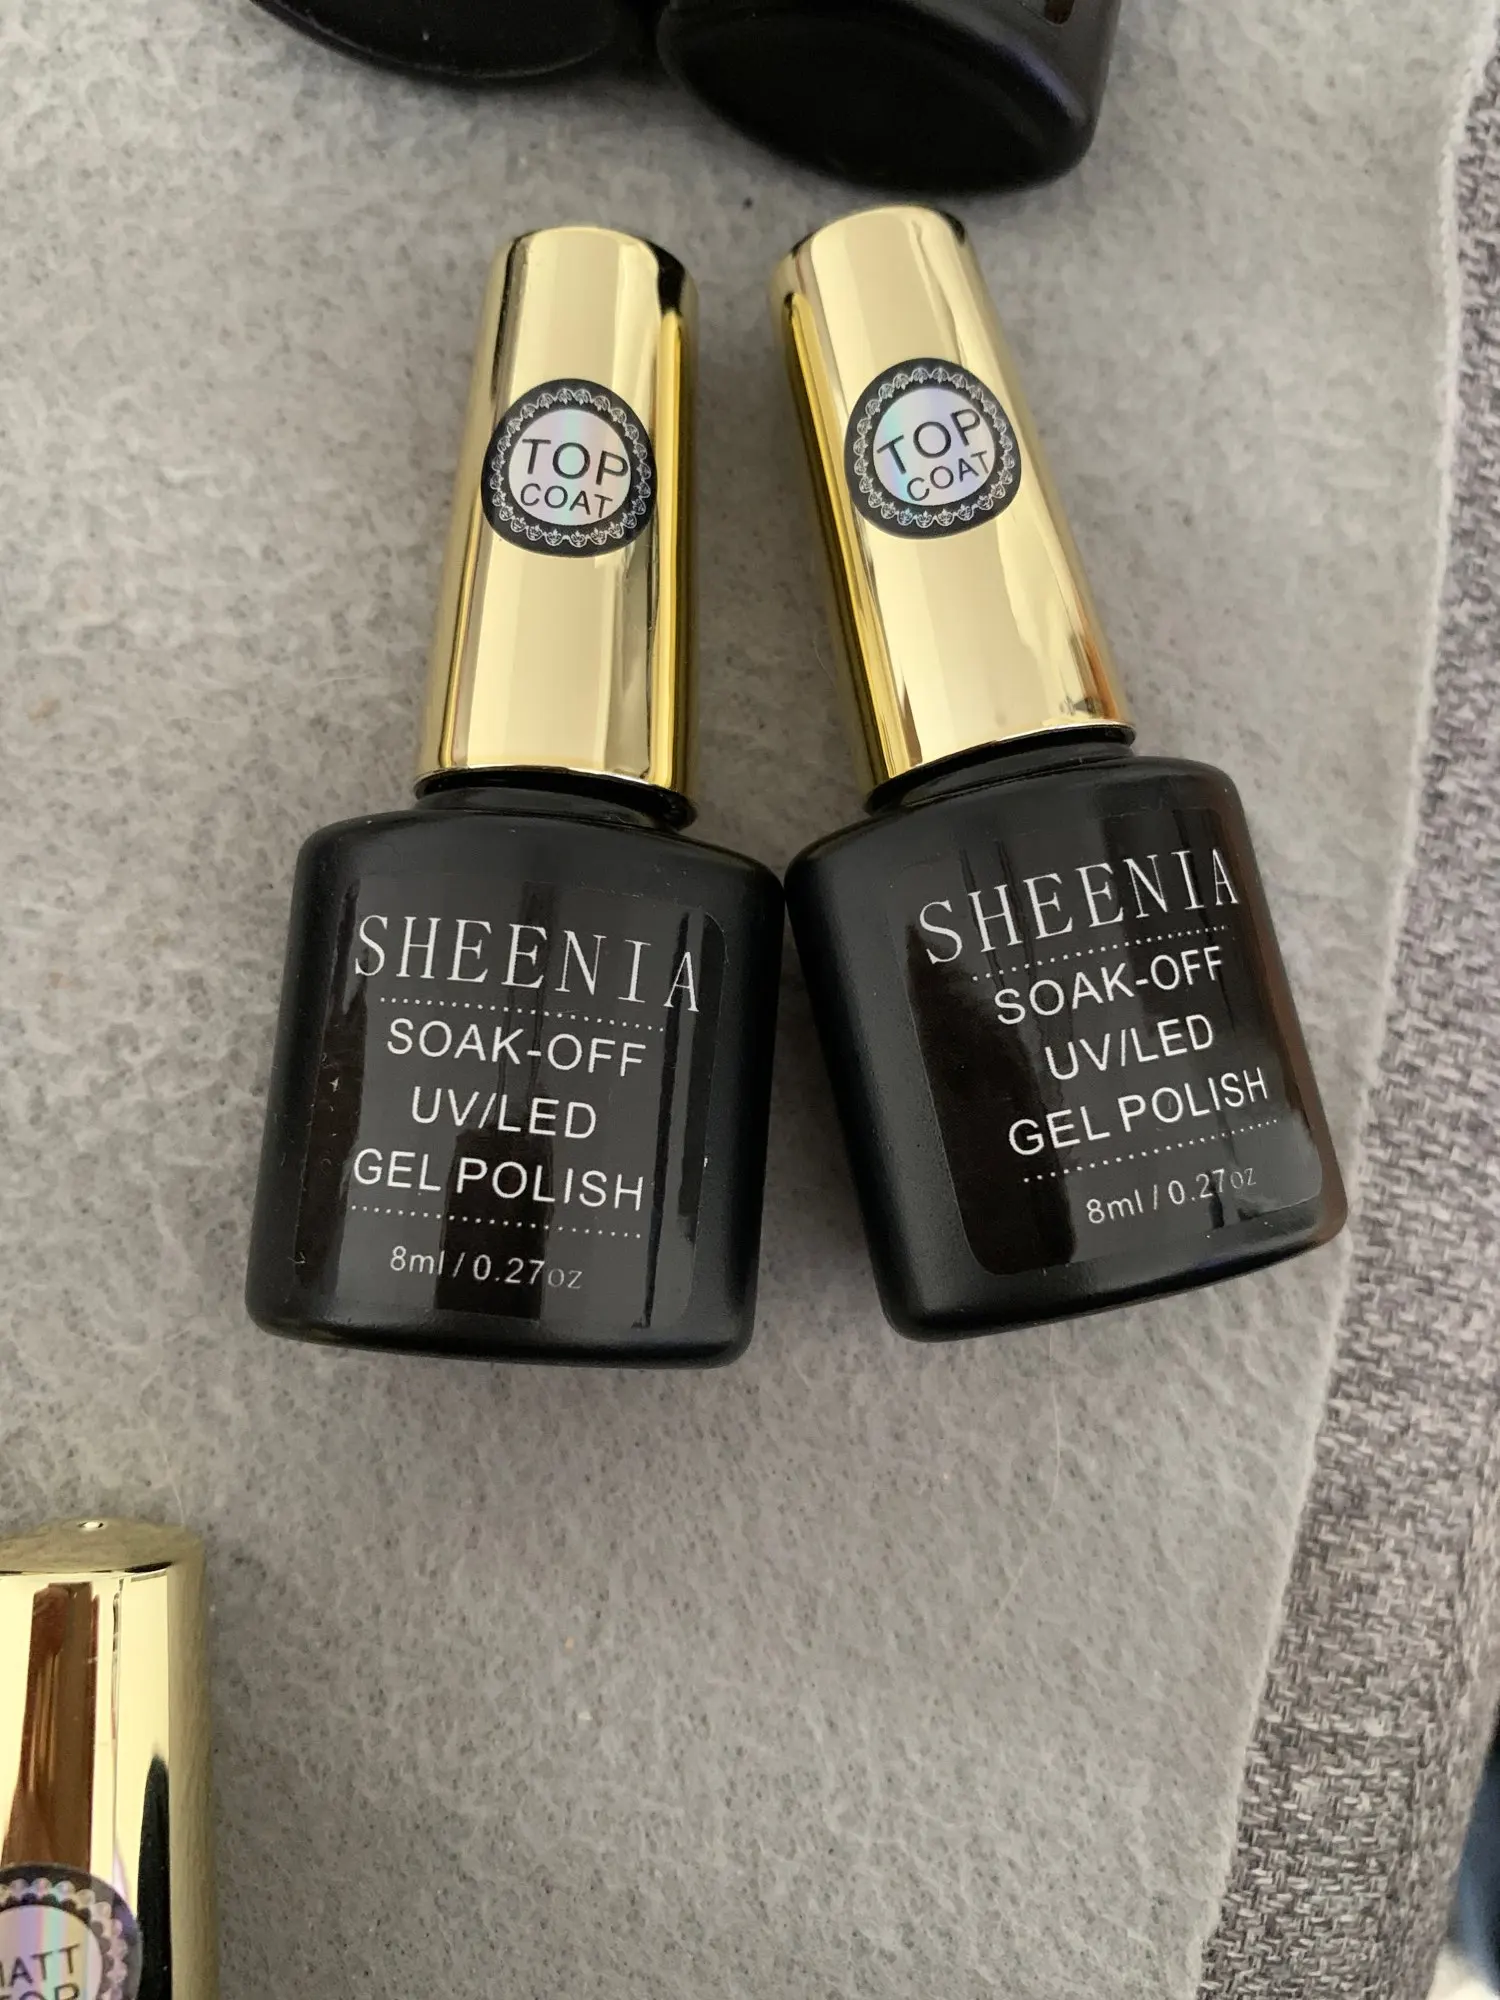 TOP
COAT
SHEENIA
SOAK-OFF
UV/LED
GEL POLISH
8ml / 0.27oz
TOP
COAT
SHEENIA
SOAK-OFF
UV/LED
GEL POLISH
8ml / 0.27oz